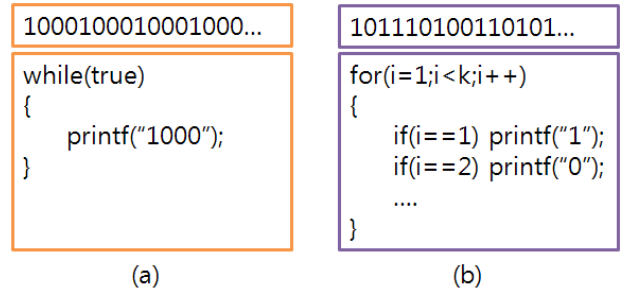 1000100010001000...
while(true)
{
printf("1000");
}
(a)
101110100110101...
for(i=1;i<k;i++)
{
if(i==1) printf("1");
if(i==2) printf("0");
....
}
(b)